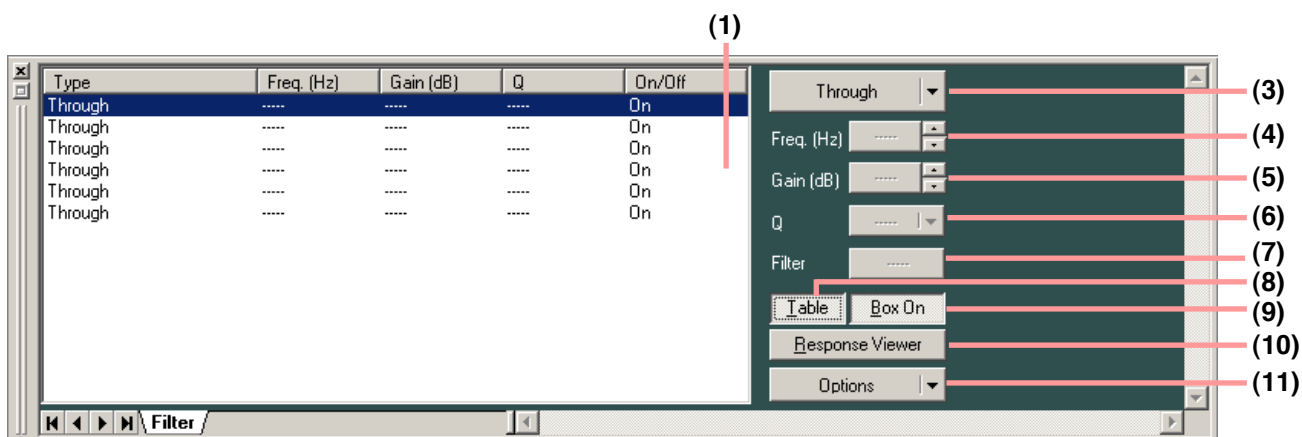 (1)
Type Freq. (Hz) Gain (dB) Q On/Off
Through ----- ----- ----- On
Through ----- ----- ----- On
Through ----- ----- ----- On
Through ----- ----- ----- On
Through ----- ----- ----- On
Through ----- ----- ----- On
Through (3)
Freq. (Hz) ----- (4)
Gain (dB) ----- (5)
Q ----- (6)
Filter ----- (7)
(8)
Table Box On (9)
Response Viewer (10)
Options (11)
Filter